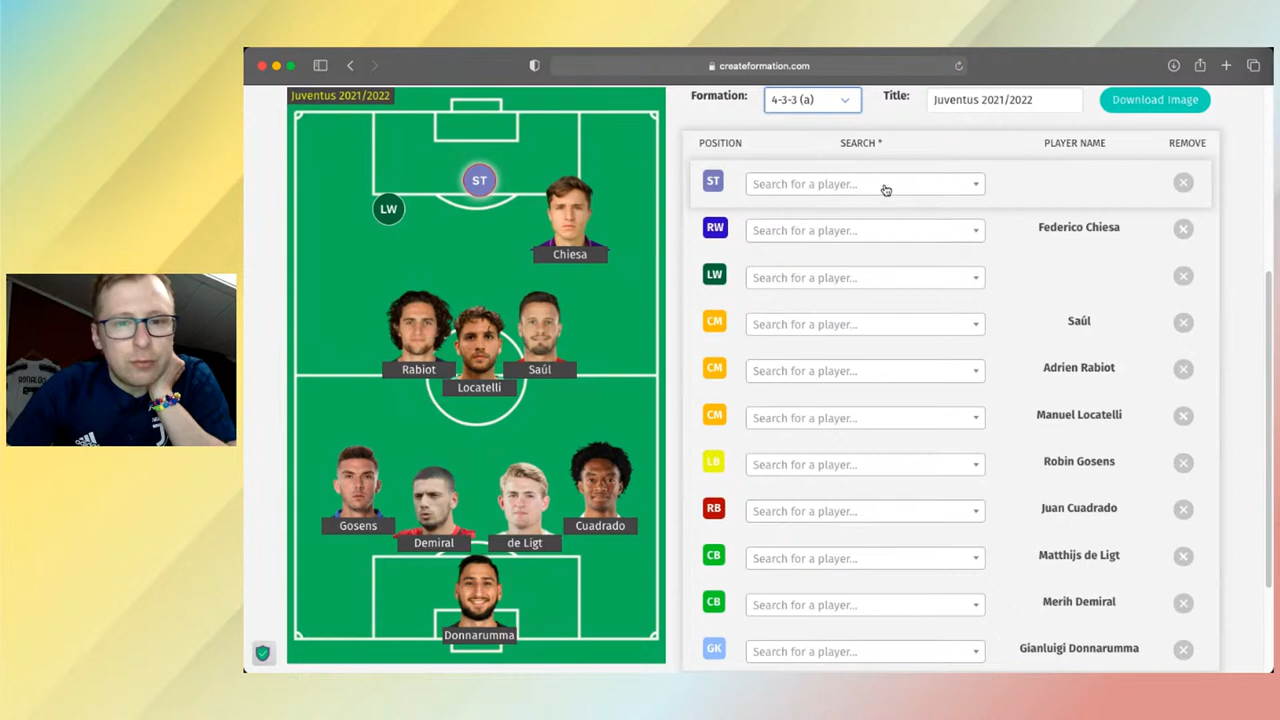 createformation.com
Juventus 2021/2022
Formation:
4-3-3 (a)
Title:
Juventus 2021/2022
Download Image
POSITION
SEARCH *
PLAYER NAME
REMOVE
ST
Search for a player...
RW
Search for a player...
Federico Chiesa
LW
Search for a player...
CM
Search for a player...
Saúl
CM
Search for a player...
Adrien Rabiot
CM
Search for a player...
Manuel Locatelli
LB
Search for a player...
Robin Gosens
RB
Search for a player...
Juan Cuadrado
CB
Search for a player...
Matthijs de Ligt
CB
Search for a player...
Merih Demiral
GK
Search for a player...
Gianluigi Donnarumma
ST
LW
Chiesa
Rabiot
Locatelli
Saúl
Gosens
Demiral
de Ligt
Cuadrado
Donnarumma
RONALDO
adidas